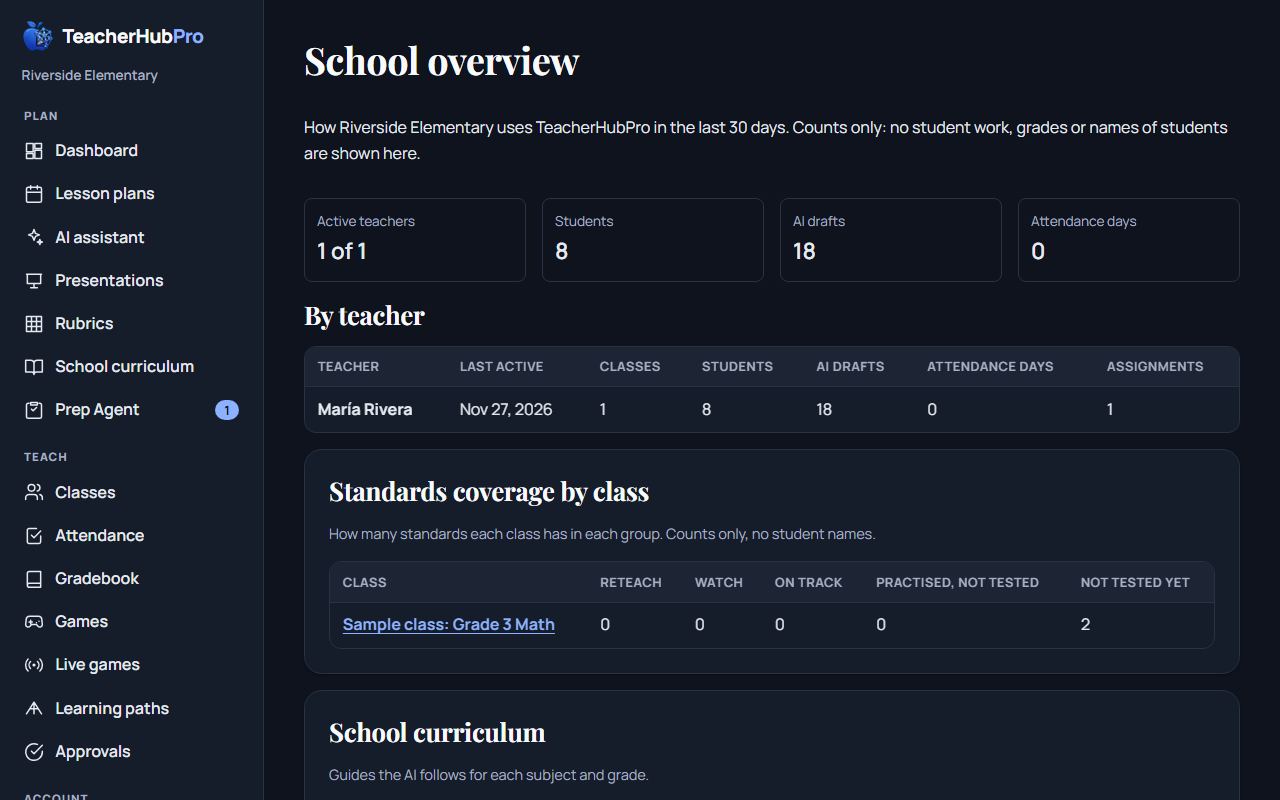 TeacherHubPro
Riverside Elementary
PLAN
Dashboard
Lesson plans
AI assistant
Presentations
Rubrics
School curriculum
Prep Agent 1
TEACH
Classes
Attendance
Gradebook
Games
Live games
Learning paths
Approvals
ACCOUNT
School overview
How Riverside Elementary uses TeacherHubPro in the last 30 days. Counts only: no student work, grades or names of students
are shown here.
Active teachers
1 of 1
Students
8
AI drafts
18
Attendance days
0
By teacher
TEACHER LAST ACTIVE CLASSES STUDENTS AI DRAFTS ATTENDANCE DAYS ASSIGNMENTS
María Rivera Nov 27, 2026 1 8 18 0 1
Standards coverage by class
How many standards each class has in each group. Counts only, no student names.
CLASS RETEACH WATCH ON TRACK PRACTISED, NOT TESTED NOT TESTED YET
Sample class: Grade 3 Math 0 0 0 0 2
School curriculum
Guides the AI follows for each subject and grade.